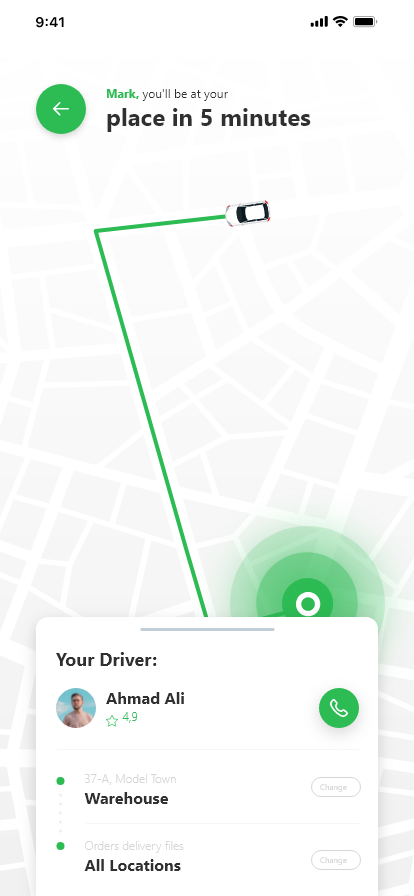 9:41
Mark, you'll be at your
place in 5 minutes
Your Driver:
Ahmad Ali
4,9
37-A, Model Town
Warehouse
Change
Orders delivery files
All Locations
Change